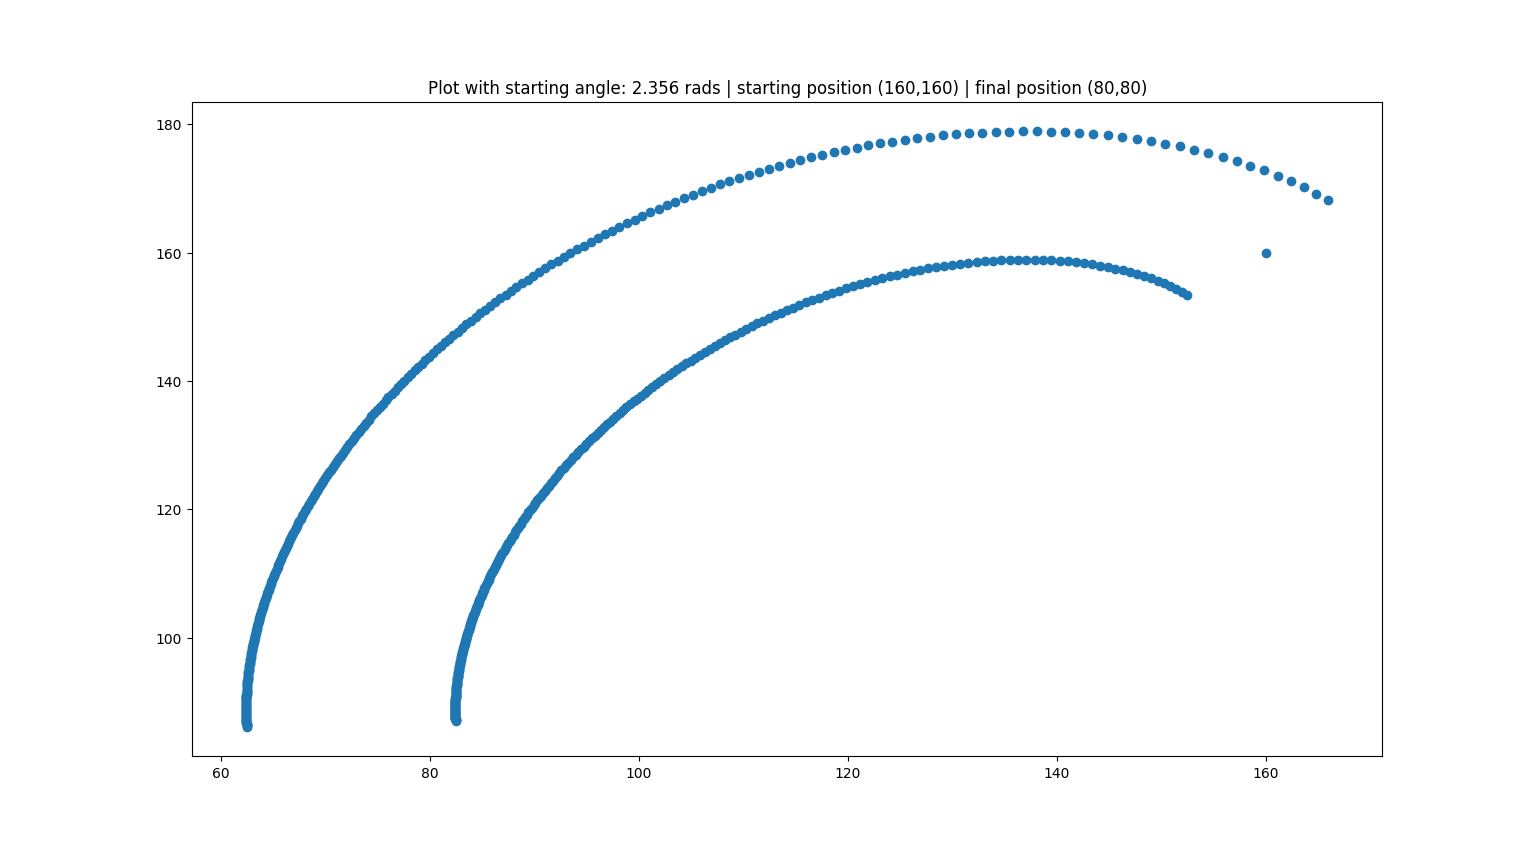 Plot with starting angle: 2.356 rads | starting position (160,160) | final position (80,80)
180
160
140
120
100
60 80 100 120 140 160